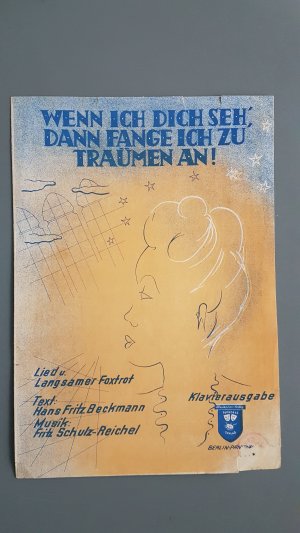 WENN ICH DICH SEH',
DANN FANGE ICH ZU
TRÄUMEN AN!
Lied u.
Langsamer Foxtrot
Text:
Hans Fritz Beckmann
Musik:
Fritz Schulz-Reichel
Klavierausgabe